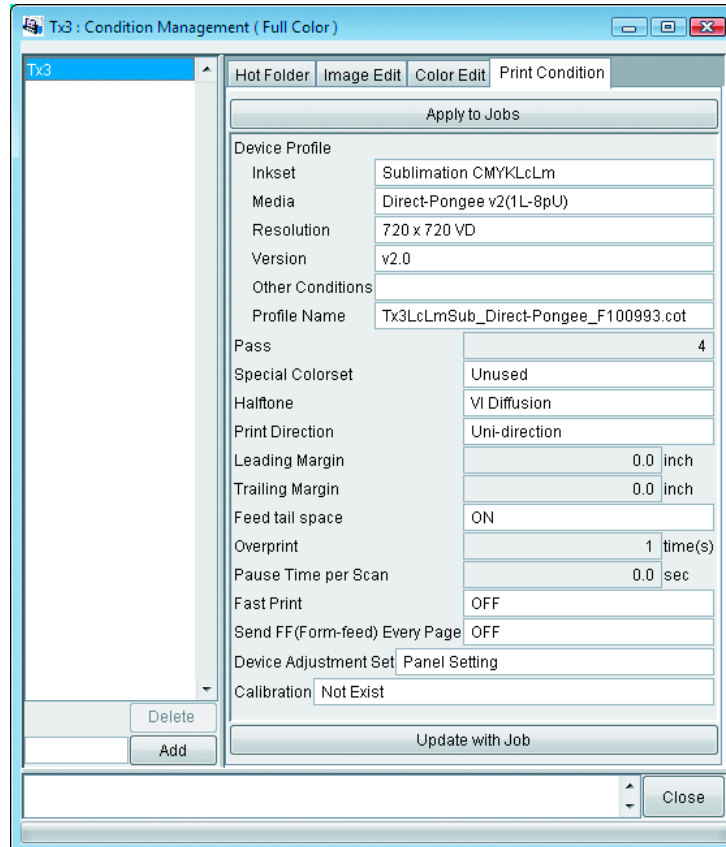 Tx3 : Condition Management ( Full Color )
Tx3
Hot Folder Image Edit Color Edit Print Condition
Apply to Jobs
Device Profile
Inkset Sublimation CMYKLcLm
Media Direct-Pongee v2(1L-8pU)
Resolution 720 x 720 VD
Version v2.0
Other Conditions
Profile Name Tx3LcLmSub_Direct-Pongee_F100993.cot
Pass 4
Special Colorset Unused
Halftone VI Diffusion
Print Direction Uni-direction
Leading Margin 0.0 inch
Trailing Margin 0.0 inch
Feed tail space ON
Overprint 1 time(s)
Pause Time per Scan 0.0 sec
Fast Print OFF
Send FF(Form-feed) Every Page OFF
Device Adjustment Set Panel Setting
Calibration Not Exist
Delete
Add
Update with Job
Close